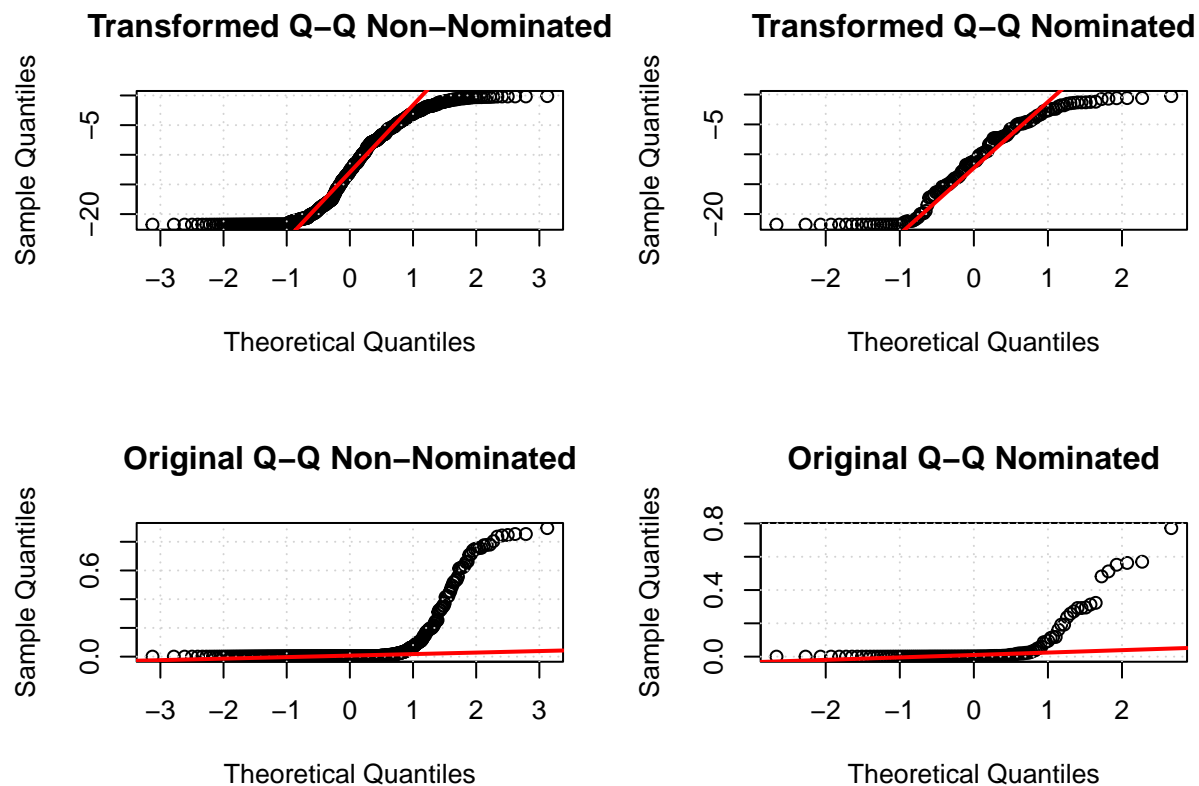 Transformed Q−Q Non−Nominated
Sample Quantiles
−5
−20
−3 −2 −1 0 1 2 3
Theoretical Quantiles
Transformed Q−Q Nominated
Sample Quantiles
−5
−20
−2 −1 0 1 2
Theoretical Quantiles
Original Q−Q Non−Nominated
Sample Quantiles
0.6
0.0
−3 −2 −1 0 1 2 3
Theoretical Quantiles
Original Q−Q Nominated
Sample Quantiles
0.8
0.4
0.0
−2 −1 0 1 2
Theoretical Quantiles